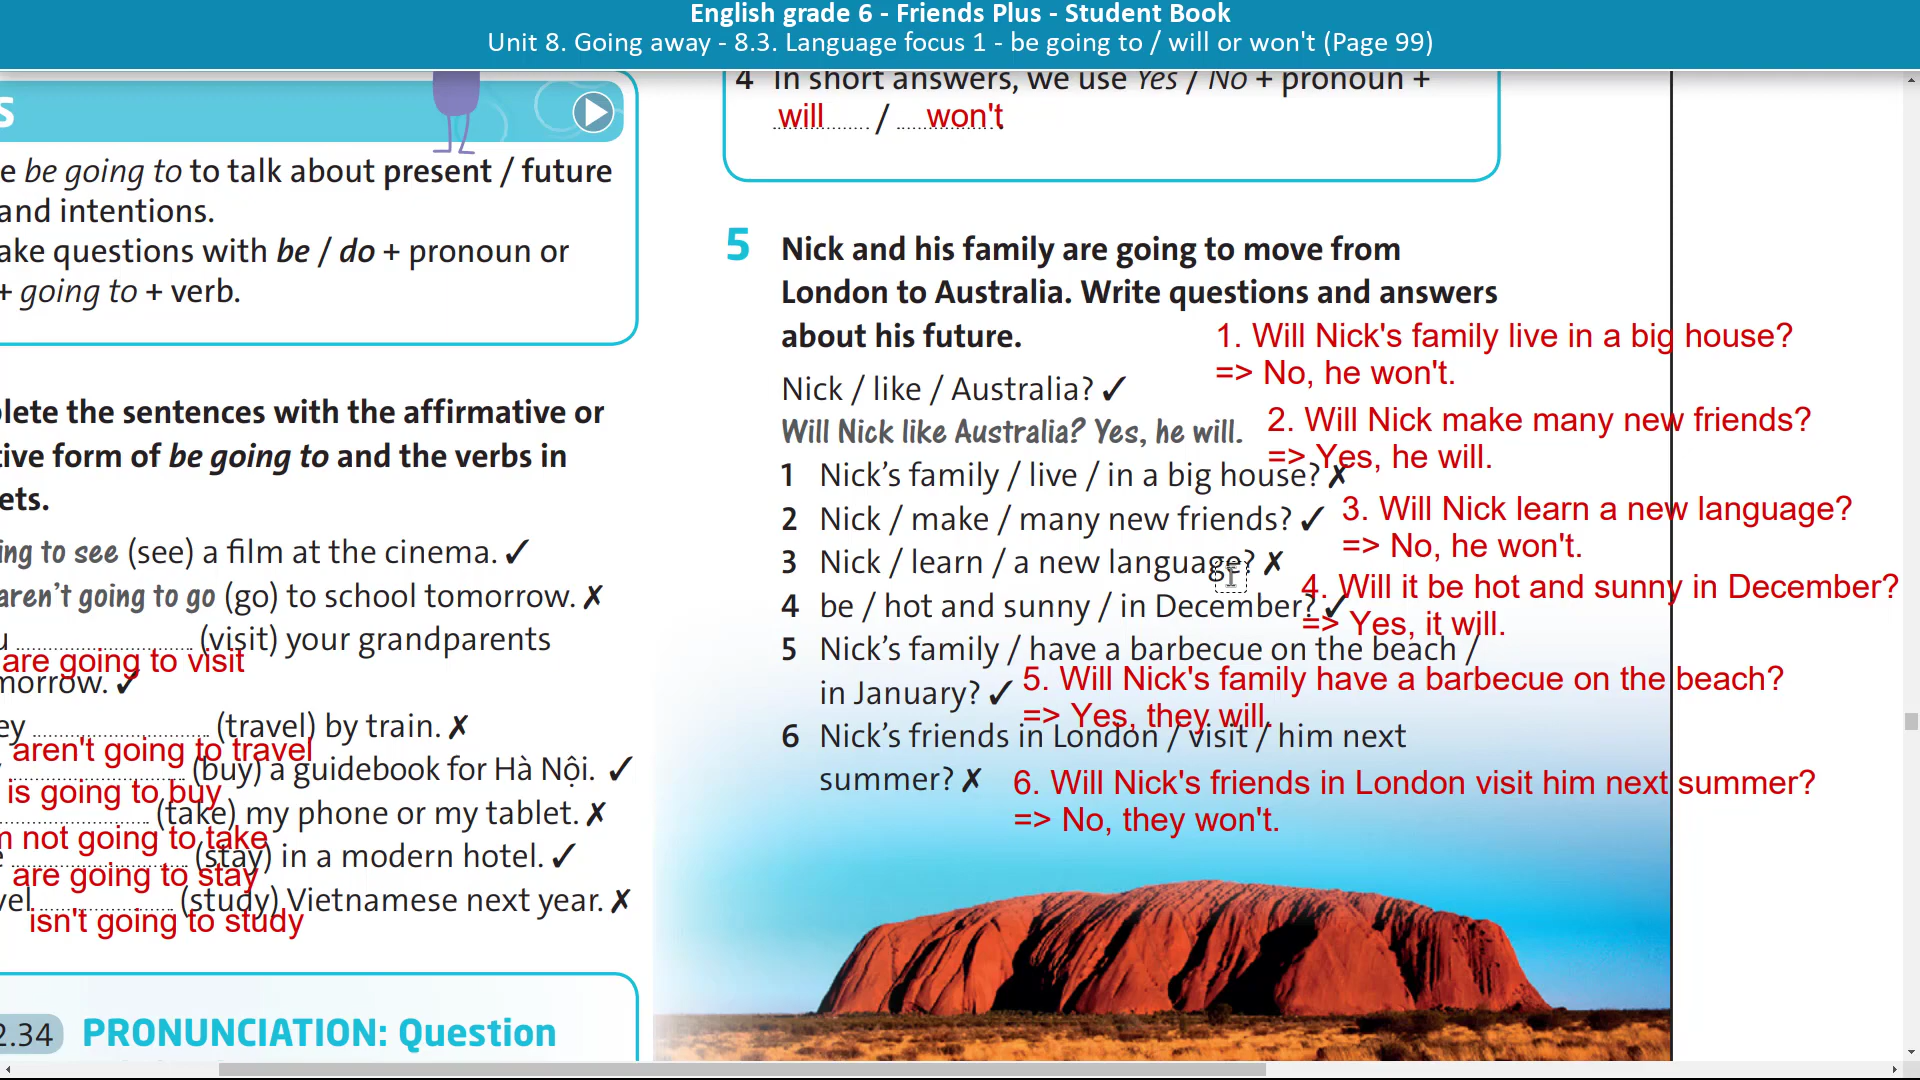 English grade 6 - Friends Plus - Student Book
Unit 8. Going away - 8.3. Language focus 1 - be going to / will or won't (Page 99)
s
e be going to to talk about present / future
and intentions.
ake questions with be / do + pronoun or
+ going to + verb.
lete the sentences with the affirmative or
tive form of be going to and the verbs in
ets.
ing to see (see) a film at the cinema. ✓
aren't going to go (go) to school tomorrow. ✗
u (visit) your grandparents
are going to visit
morrow. ✓
ey (travel) by train. ✗
aren't going to travel
(buy) a guidebook for Hà Nội. ✓
is going to buy
(take) my phone or my tablet. ✗
m not going to take
e (stay) in a modern hotel. ✓
are going to stay
vel (study) Vietnamese next year. ✗
isn't going to study
2.34 PRONUNCIATION: Question
4 In short answers, we use Yes / No + pronoun +
will / won't.
5 Nick and his family are going to move from
London to Australia. Write questions and answers
about his future.
Nick / like / Australia? ✓
Will Nick like Australia? Yes, he will.
1 Nick's family / live / in a big house? ✗
2 Nick / make / many new friends? ✓
3 Nick / learn / a new language? ✗
4 be / hot and sunny / in December? ✓
5 Nick's family / have a barbecue on the beach /
in January? ✓
6 Nick's friends in London / visit / him next
summer? ✗
1. Will Nick's family live in a big house?
=> No, he won't.
2. Will Nick make many new friends?
=> Yes, he will.
3. Will Nick learn a new language?
=> No, he won't.
4. Will it be hot and sunny in December?
=> Yes, it will.
5. Will Nick's family have a barbecue on the beach?
=> Yes, they will.
6. Will Nick's friends in London visit him next summer?
=> No, they won't.